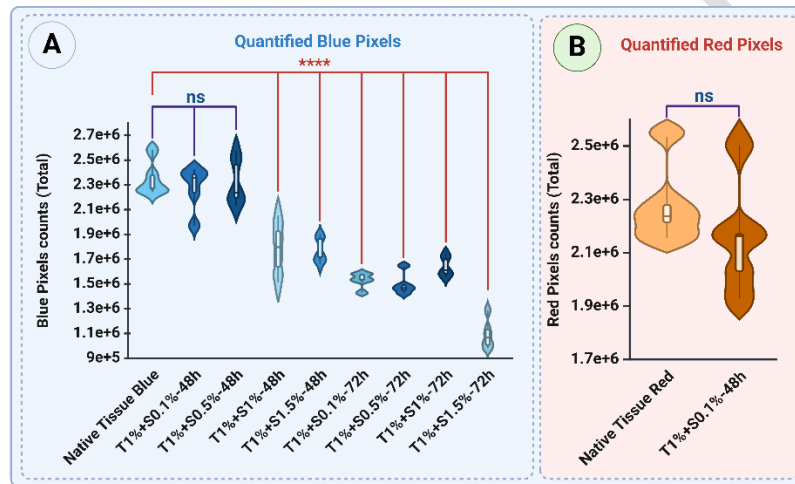 A
Quantified Blue Pixels
****
ns
Blue Pixels counts (Total)
2.7e+6
2.5e+6
2.3e+6
2.1e+6
1.9e+6
1.7e+6
1.5e+6
1.3e+6
1.1e+6
9e+5
Native Tissue Blue
T1%+S0.1%-48h
T1%+S0.5%-48h
T1%+S1%-48h
T1%+S1.5%-48h
T1%+S0.1%-72h
T1%+S0.5%-72h
T1%+S1%-72h
T1%+S1.5%-72h
B
Quantified Red Pixels
ns
Red Pixels counts (Total)
2.5e+6
2.3e+6
2.1e+6
1.9e+6
1.7e+6
Native Tissue Red
T1%+S0.1%-48h